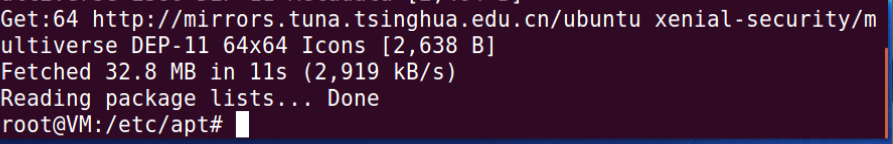 Get:64 http://mirrors.tuna.tsinghua.edu.cn/ubuntu xenial-security/m
ultiverse DEP-11 64x64 Icons [2,638 B]
Fetched 32.8 MB in 11s (2,919 kB/s)
Reading package lists... Done
root@VM:/etc/apt#